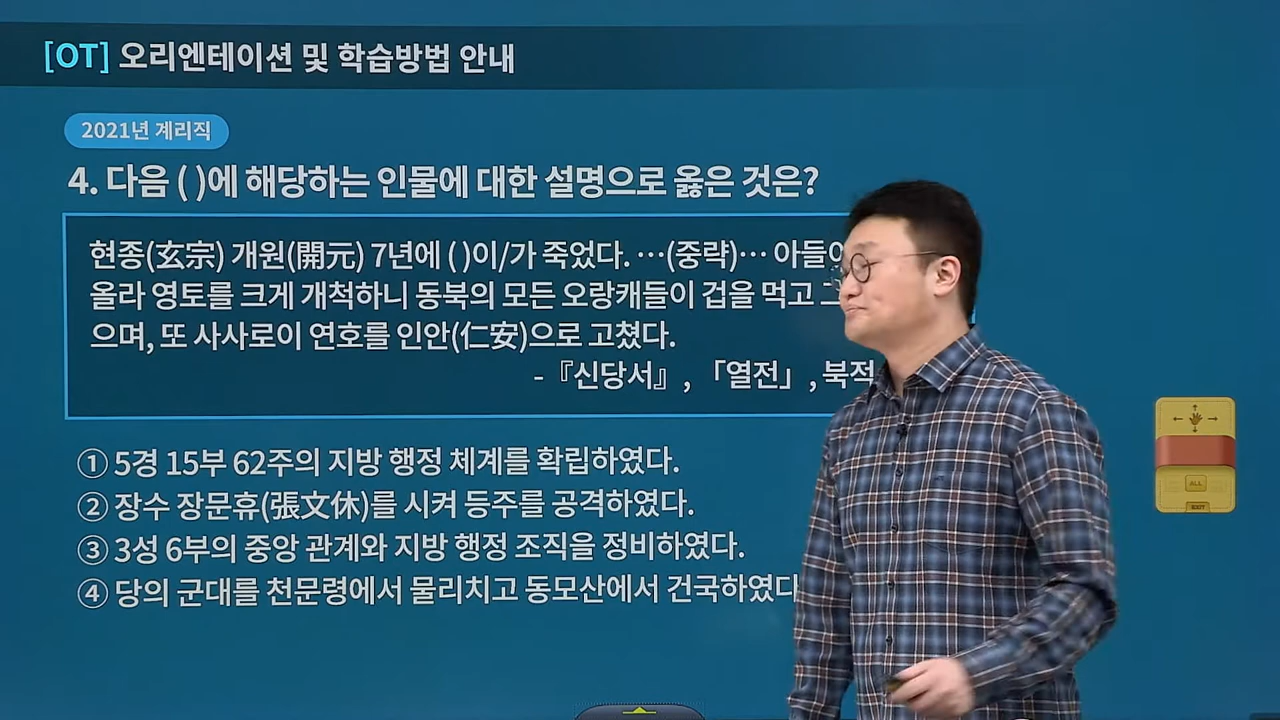 [OT] 오리엔테이션 및 학습방법 안내
2021년 계리직
4. 다음 ( )에 해당하는 인물에 대한 설명으로 옳은 것은?
현종(玄宗) 개원(開元) 7년에 ( )이/가 죽었다. …(중략)… 아들이
올라 영토를 크게 개척하니 동북의 모든 오랑캐들이 겁을 먹고 그
으며, 또 사사로이 연호를 인안(仁安)으로 고쳤다.
-『신당서』, 「열전」, 북적
① 5경 15부 62주의 지방 행정 체계를 확립하였다.
② 장수 장문휴(張文休)를 시켜 등주를 공격하였다.
③ 3성 6부의 중앙 관계와 지방 행정 조직을 정비하였다.
④ 당의 군대를 천문령에서 물리치고 동모산에서 건국하였다
ALL
EXIT